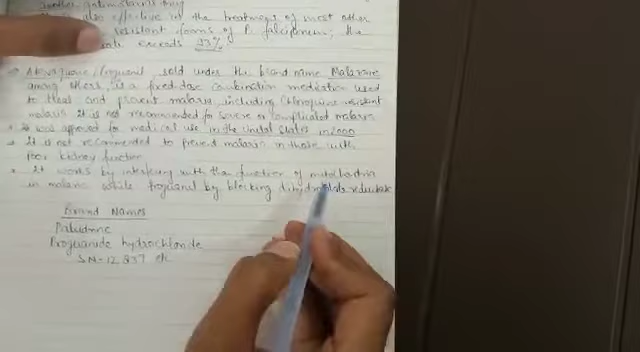 another antimalarial drug
also effective in the treatment of most other
resistant forms of P. falciparum; the
exceeds 93%
→ Atovaquone / Proguanil, sold under the brand name Malarone
among others, is a fixed-dose combination medication used
to treat and prevent malaria, including chloroquine resistant
malaria. It is not recommended for severe or complicated malaria
It was approved for medical use in the United States in 2000
→ It is not recommended to prevent malaria in those with
Poor kidney function
• It works by interfering with the function of mitochondria
in malaria while Proguanil by blocking dihydrofolate reductase
Brand Names
Paludrine
Proguanide hydrochloride
SN-12837 etc